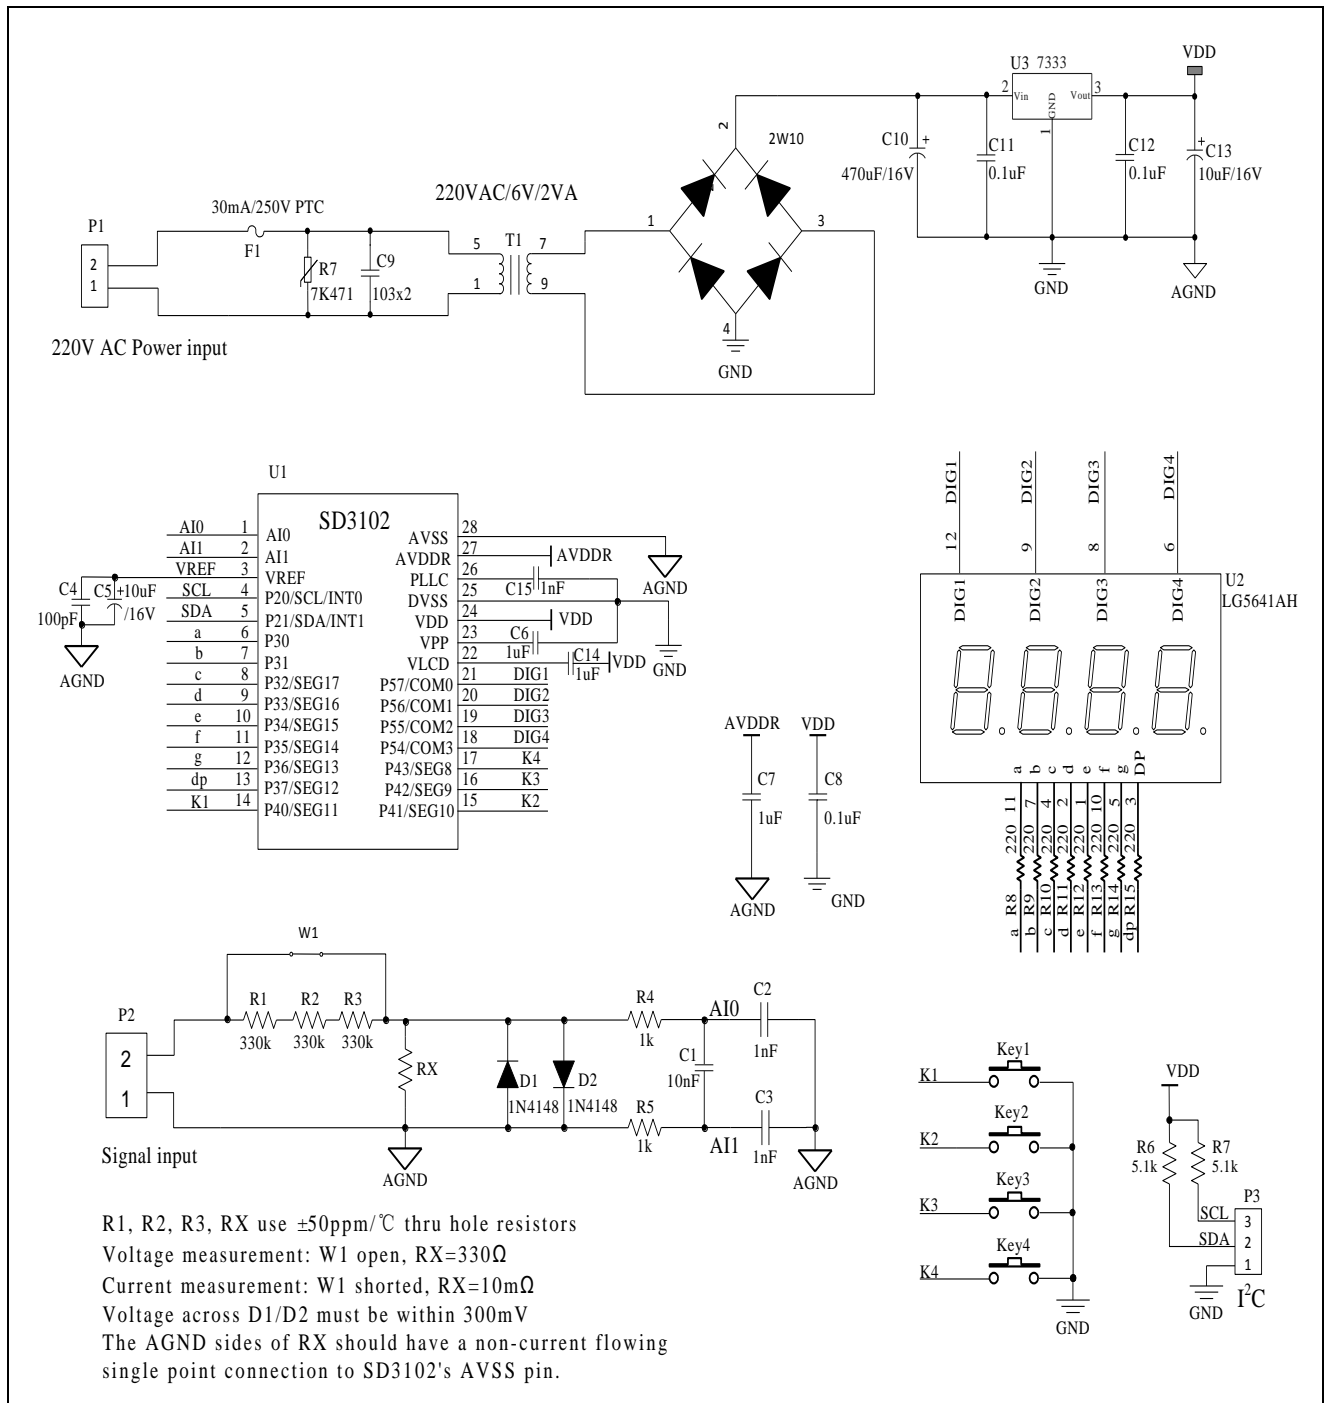 VDD
U3 7333
2 Vin GND Vout 3
1
2
2W10
C10 +
470uF/16V
C11
0.1uF
C12
0.1uF
+
C13
10uF/16V
220VAC/6V/2VA
30mA/250V PTC
P1
F1
2
1
R7
7K471
C9
103x2
5 T1 7
1 9
1
3
4
GND
GND
AGND
220V AC Power input
U1
SD3102
AI0 1 AI0
AI1 2 AI1
VREF 3 VREF
SCL 4 P20/SCL/INT0
SDA 5 P21/SDA/INT1
a 6 P30
b 7 P31
c 8 P32/SEG17
d 9 P33/SEG16
e 10 P34/SEG15
f 11 P35/SEG14
g 12 P36/SEG13
dp 13 P37/SEG12
K1 14 P40/SEG11
AVSS 28
AVDDR 27 AVDDR
PLLC 26
DVSS 25
VDD 24 VDD
VPP 23
VLCD 22
P57/COM0 21 DIG1
P56/COM1 20 DIG2
P55/COM2 19 DIG3
P54/COM3 18 DIG4
P43/SEG8 17 K4
P42/SEG9 16 K3
P41/SEG10 15 K2
C4
100pF
C5 +10uF
/16V
AGND
C15 1nF
C6
1uF
C14
1uF
VDD
AGND
GND
AVDDR
C7
1uF
AGND
VDD
C8
0.1uF
GND
DIG1 DIG2 DIG3 DIG4
12 9 8 6
DIG1 DIG2 DIG3 DIG4
U2
LG5641AH
a b c d e f g DP
11 7 4 2 1 10 5 3
220 220 220 220 220 220 220 220
R8 R9 R10 R11 R12 R13 R14 R15
a b c d e f g dp
W1
P2
2
1
R1 R2 R3
330k 330k 330k
RX
D1
1N4148
D2
1N4148
R4
1k
R5
1k
AI0
C1
10nF
AI1
C2
1nF
C3
1nF
AGND
AGND
Signal input
Key1
K1
Key2
K2
Key3
K3
Key4
K4
GND
VDD
R6
5.1k
R7
5.1k
P3
SCL 3
SDA 2
1
GND
I²C
R1, R2, R3, RX use ±50ppm/℃ thru hole resistors
Voltage measurement: W1 open, RX=330Ω
Current measurement: W1 shorted, RX=10mΩ
Voltage across D1/D2 must be within 300mV
The AGND sides of RX should have a non-current flowing
single point connection to SD3102's AVSS pin.